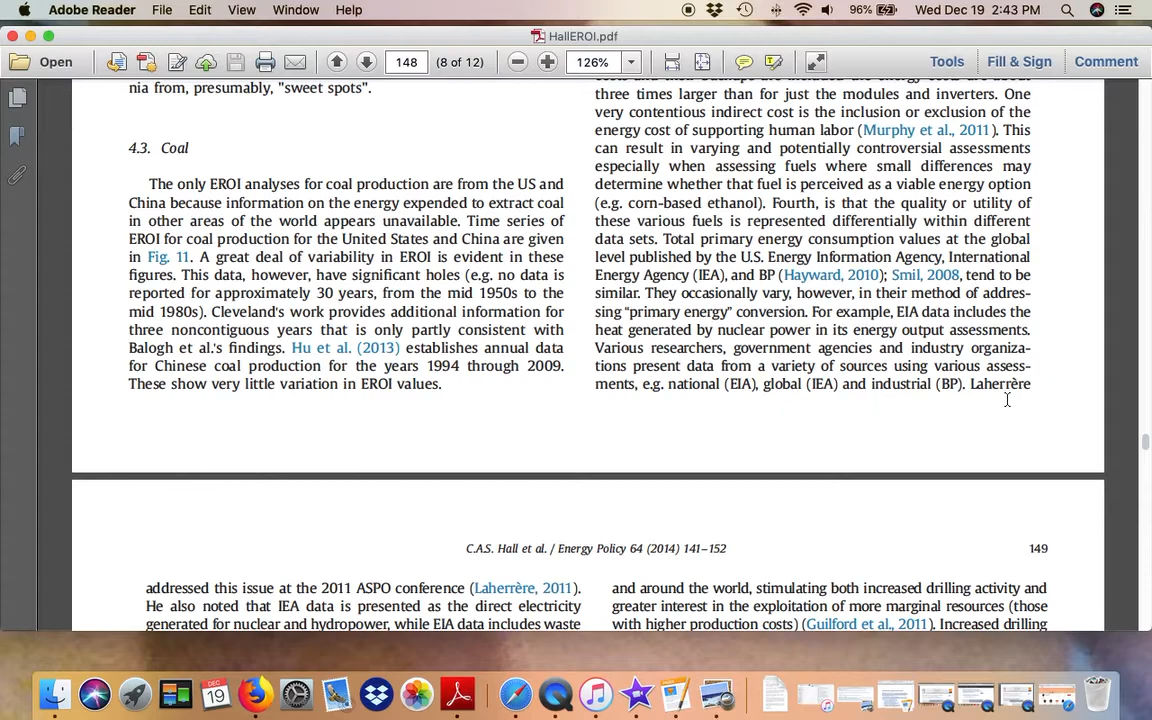 Adobe Reader File Edit View Window Help 96% Wed Dec 19 2:43 PM
HallEROI.pdf
Open 148 (8 of 12) 126% Tools Fill & Sign Comment
nia from, presumably, "sweet spots".
4.3. Coal
The only EROI analyses for coal production are from the US and
China because information on the energy expended to extract coal
in other areas of the world appears unavailable. Time series of
EROI for coal production for the United States and China are given
in Fig. 11. A great deal of variability in EROI is evident in these
figures. This data, however, have significant holes (e.g. no data is
reported for approximately 30 years, from the mid 1950s to the
mid 1980s). Cleveland's work provides additional information for
three noncontiguous years that is only partly consistent with
Balogh et al.'s findings. Hu et al. (2013) establishes annual data
for Chinese coal production for the years 1994 through 2009.
These show very little variation in EROI values.
three times larger than for just the modules and inverters. One
very contentious indirect cost is the inclusion or exclusion of the
energy cost of supporting human labor (Murphy et al., 2011). This
can result in varying and potentially controversial assessments
especially when assessing fuels where small differences may
determine whether that fuel is perceived as a viable energy option
(e.g. corn-based ethanol). Fourth, is that the quality or utility of
these various fuels is represented differentially within different
data sets. Total primary energy consumption values at the global
level published by the U.S. Energy Information Agency, International
Energy Agency (IEA), and BP (Hayward, 2010); Smil, 2008, tend to be
similar. They occasionally vary, however, in their method of addres-
sing "primary energy" conversion. For example, EIA data includes the
heat generated by nuclear power in its energy output assessments.
Various researchers, government agencies and industry organiza-
tions present data from a variety of sources using various assess-
ments, e.g. national (EIA), global (IEA) and industrial (BP). Laherrère
C.A.S. Hall et al. / Energy Policy 64 (2014) 141–152 149
addressed this issue at the 2011 ASPO conference (Laherrère, 2011).
He also noted that IEA data is presented as the direct electricity
generated for nuclear and hydropower, while EIA data includes waste
and around the world, stimulating both increased drilling activity and
greater interest in the exploitation of more marginal resources (those
with higher production costs) (Guilford et al., 2011). Increased drilling
DEC
19